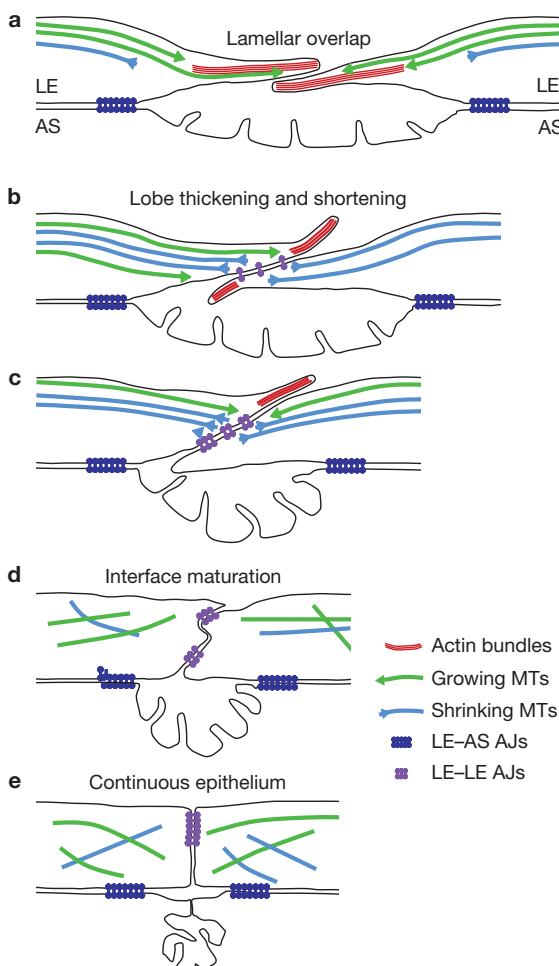 a
Lamellar overlap
LE
LE
AS
AS
b
Lobe thickening and shortening
c
d
Interface maturation
Actin bundles
Growing MTs
Shrinking MTs
LE–AS AJs
LE–LE AJs
e
Continuous epithelium